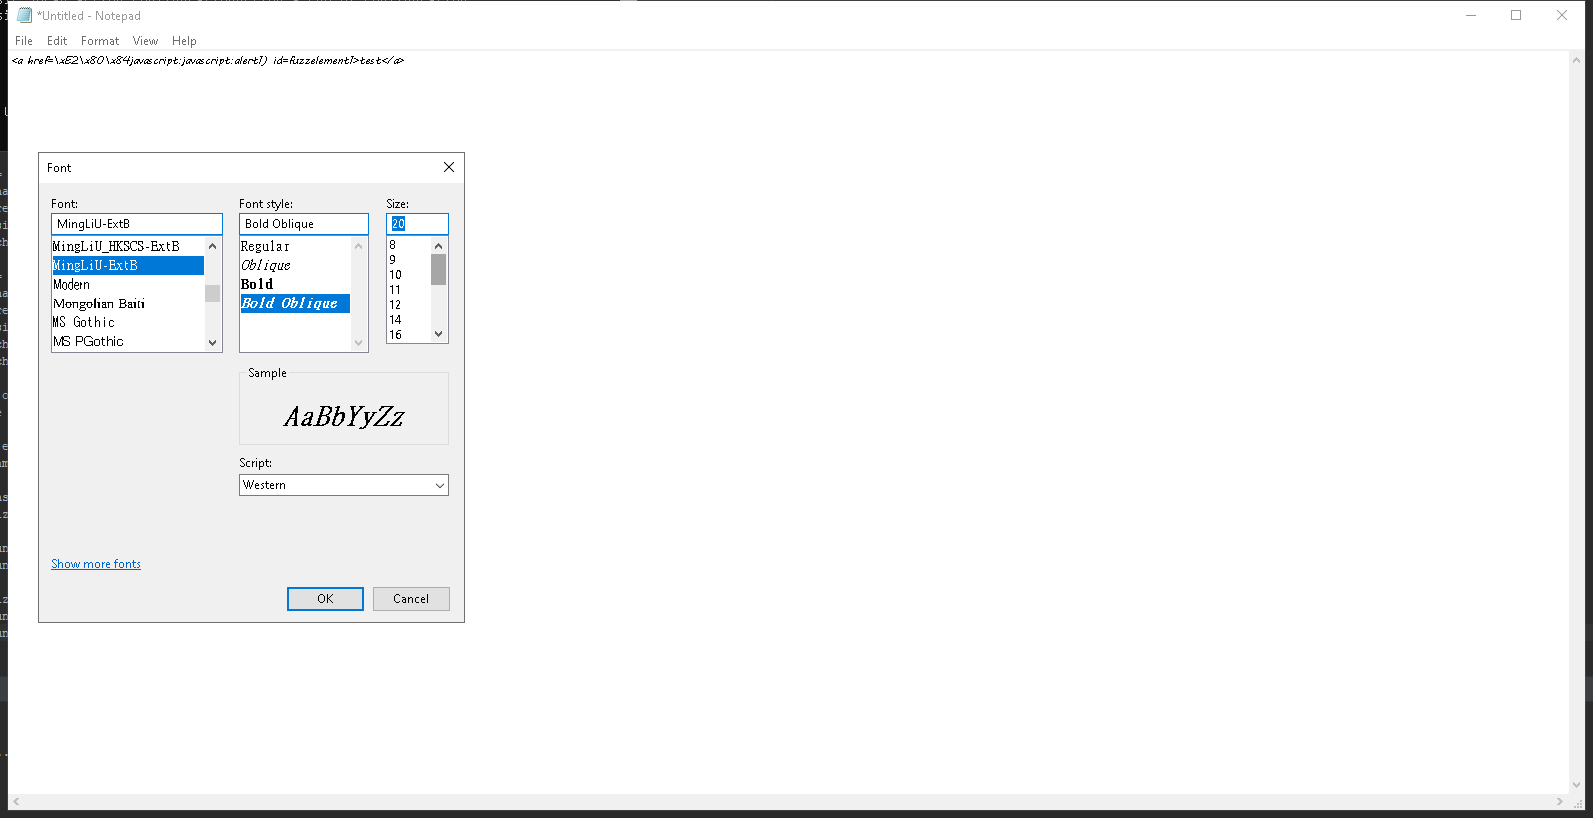 *Untitled - Notepad
File Edit Format View Help
<a href=\xE2\x80\x84javascript:javascript:alert1) id=fuzzelement1>test</a>
Font
Font: Font style: Size:
MingLiU-ExtB Bold Oblique 20
MingLiU_HKSCS-ExtB Regular 8
MingLiU-ExtB Oblique 9
Modern Bold 10
Mongolian Baiti Bold Oblique 11
MS Gothic 12
MS PGothic 14
16
Sample
AaBbYyZz
Script:
Western
Show more fonts
OK Cancel